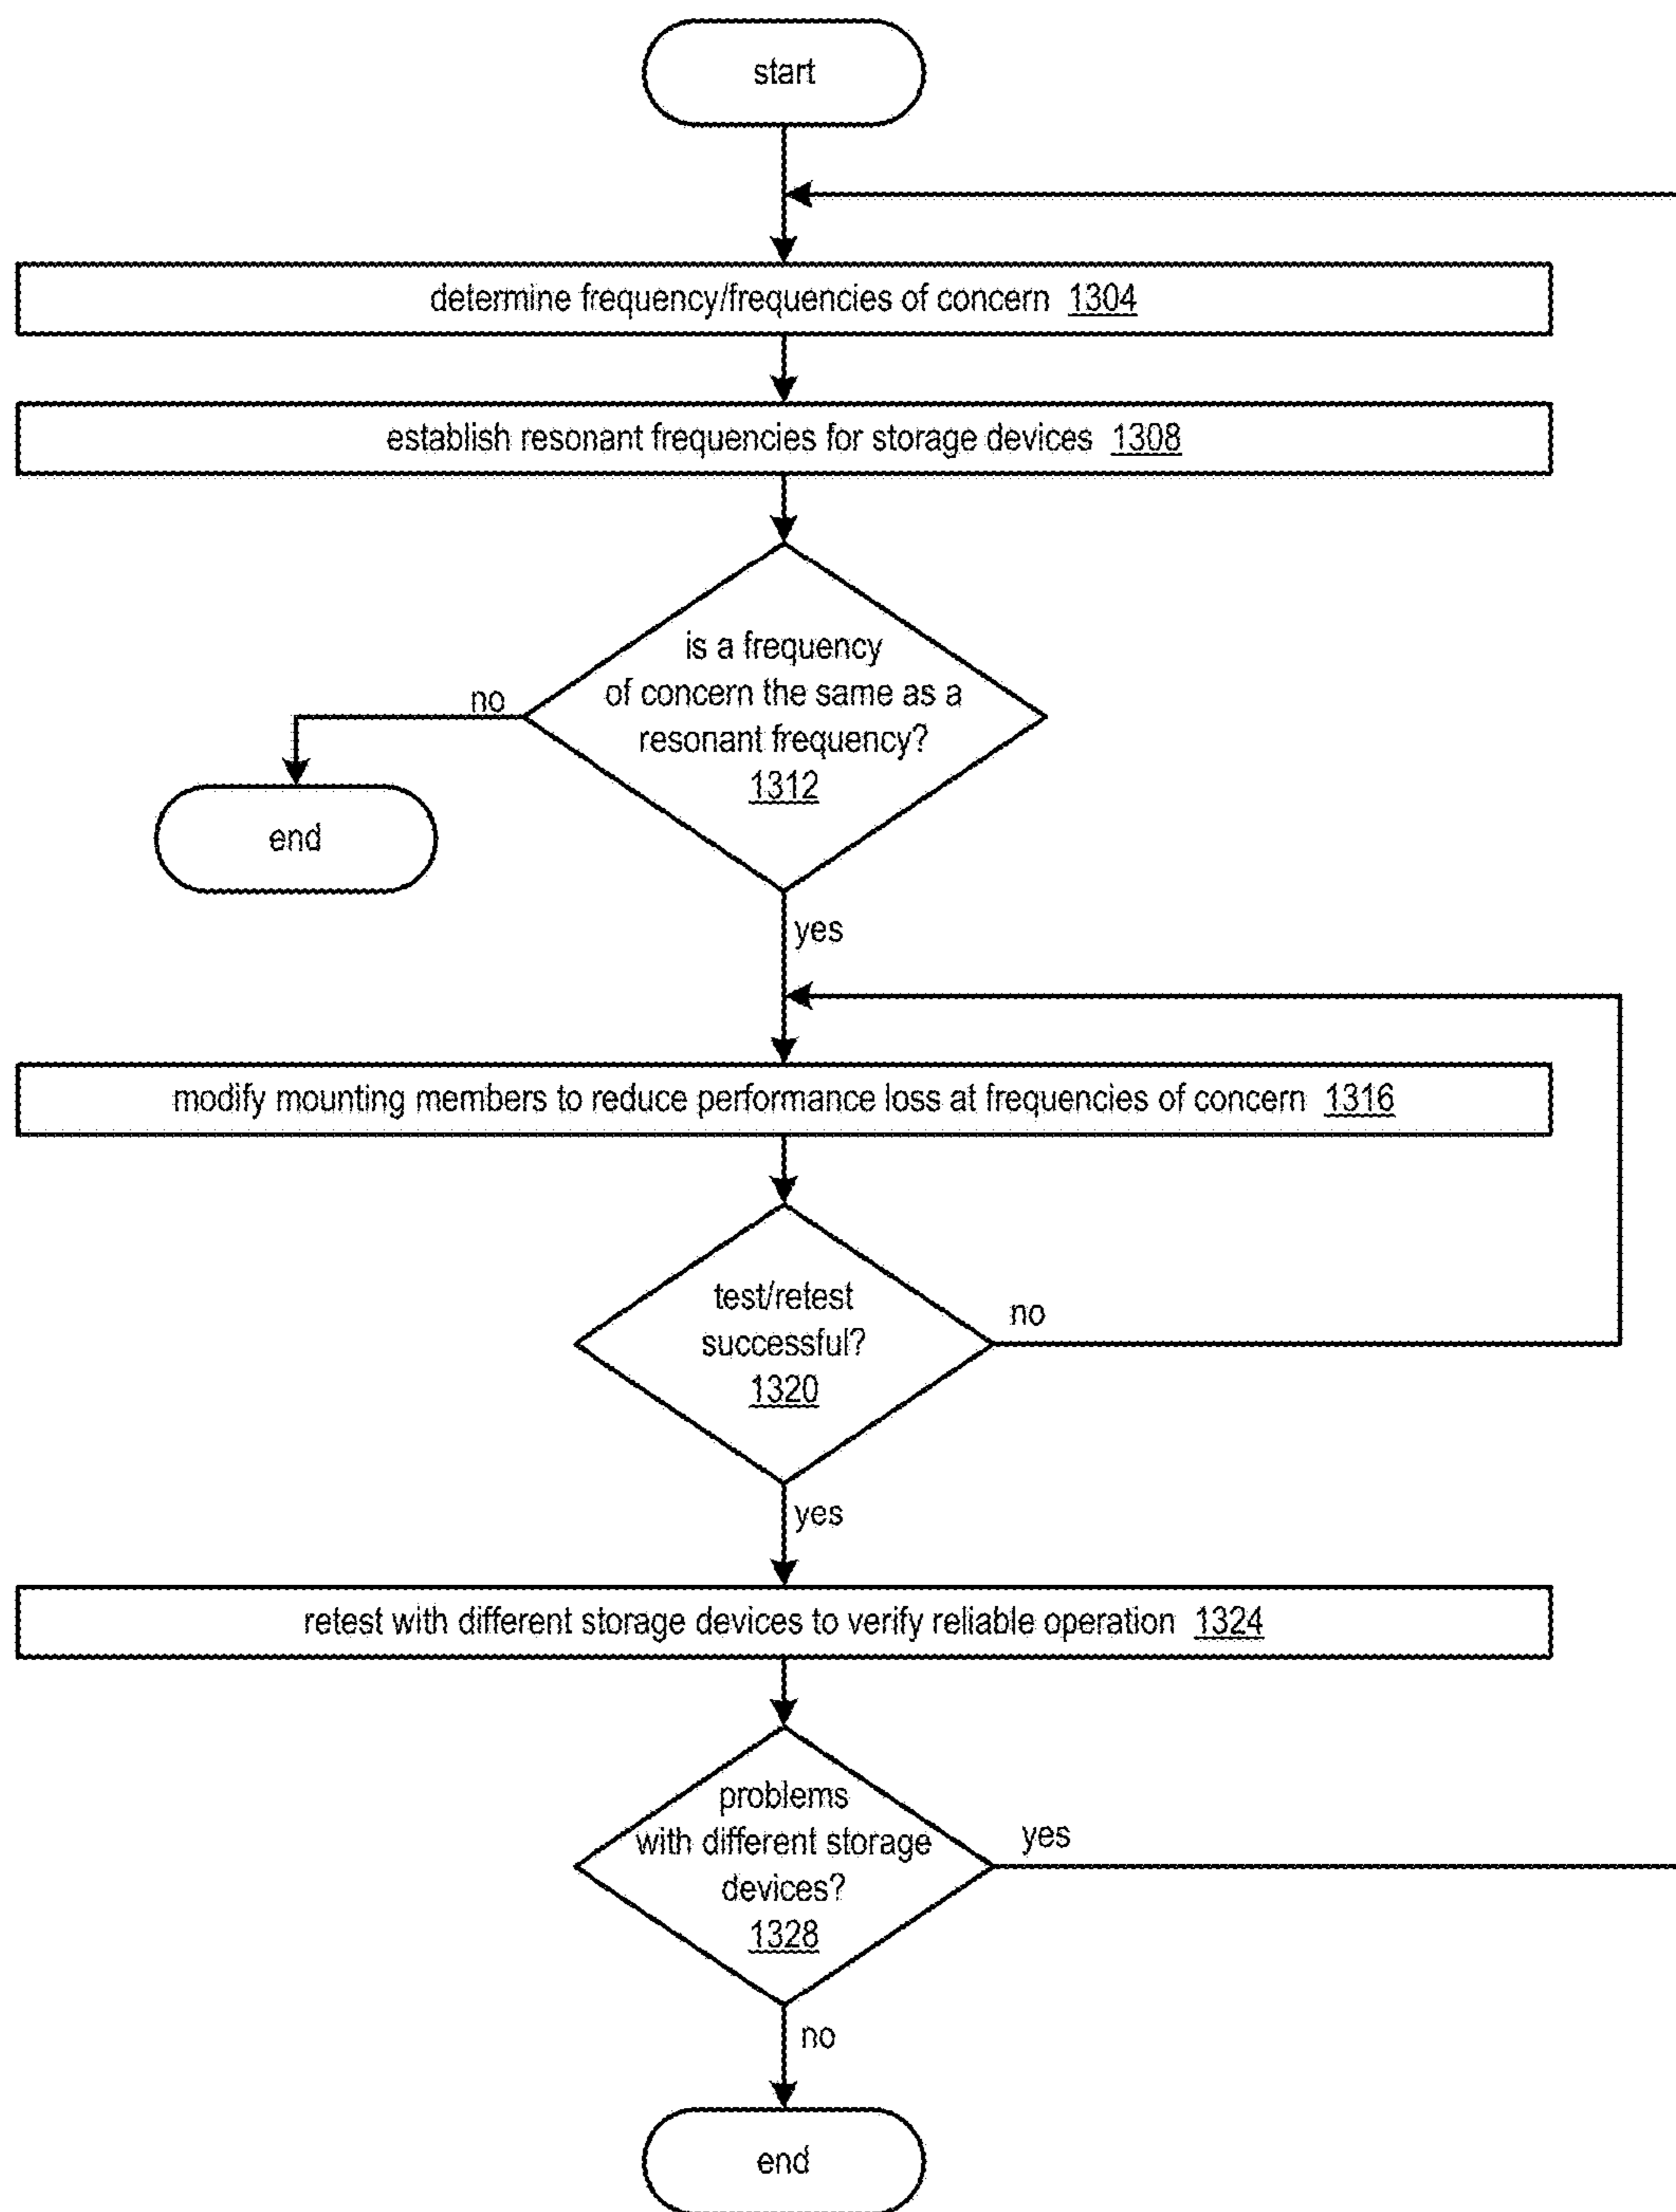 start
determine frequency/frequencies of concern 1304
establish resonant frequencies for storage devices 1308
is a frequency
of concern the same as a
resonant frequency?
1312
no
end
yes
modify mounting members to reduce performance loss at frequencies of concern 1316
test/retest
successful?
1320
no
yes
retest with different storage devices to verify reliable operation 1324
problems
with different storage
devices?
1328
yes
no
end